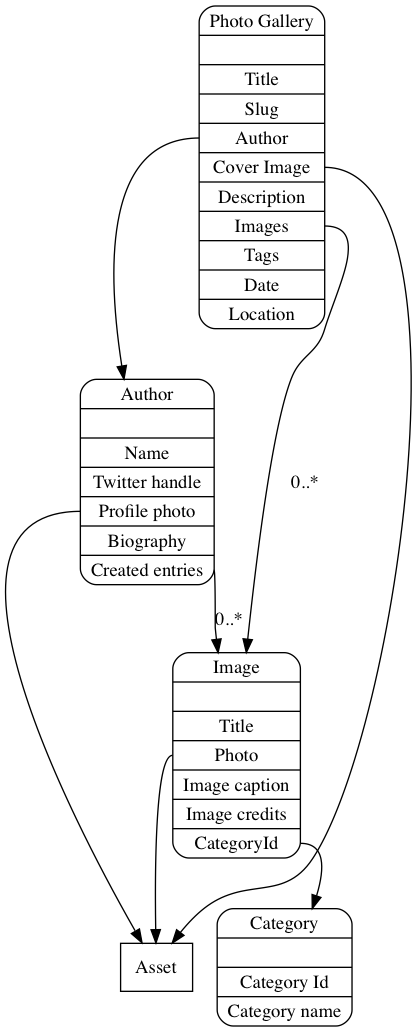 Photo Gallery
Title
Slug
Author
Cover Image
Description
Images
Tags
Date
Location
Author
Name
Twitter handle
Profile photo
Biography
Created entries
0..*
0..*
Image
Title
Photo
Image caption
Image credits
CategoryId
Asset
Category
Category Id
Category name